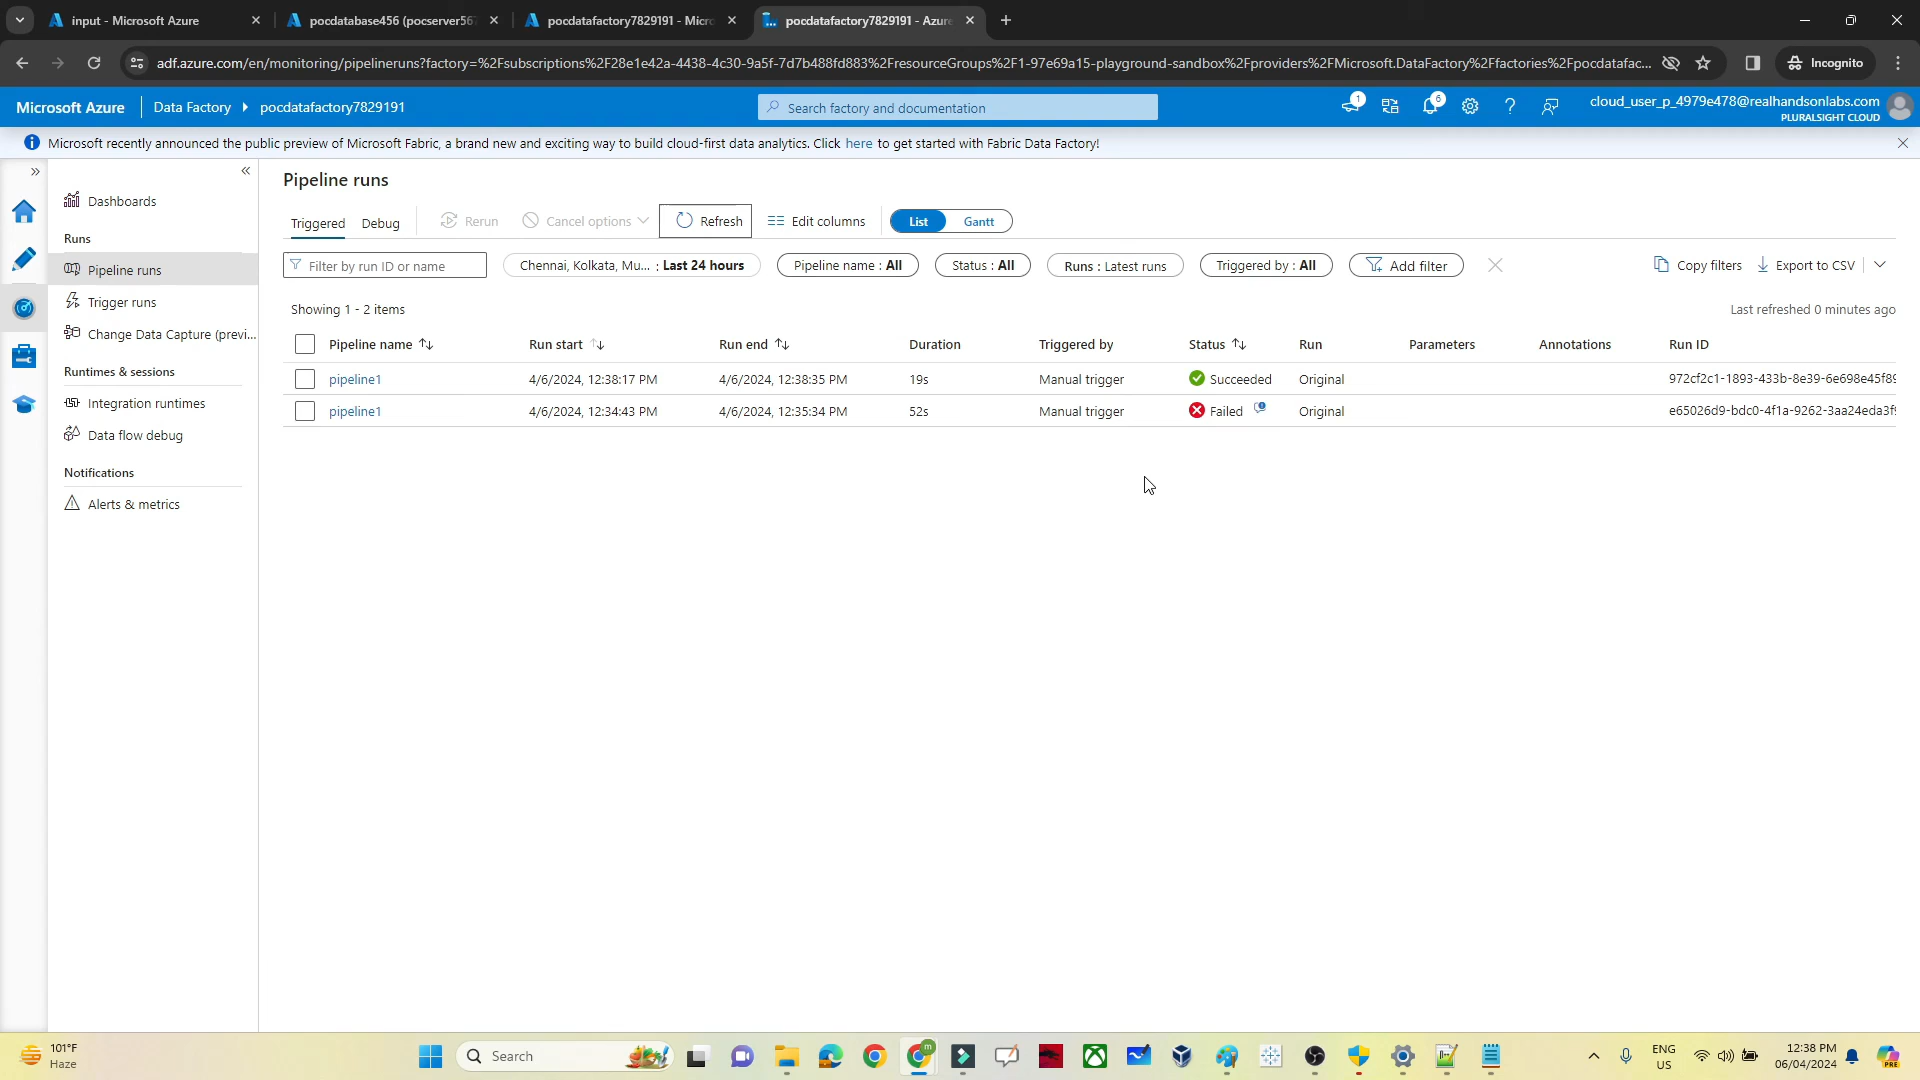 input - Microsoft Azure
pocdatabase456 (pocserver567
pocdatafactory7829191 - Micro
pocdatafactory7829191 - Azure
adf.azure.com/en/monitoring/pipelineruns?factory=%2Fsubscriptions%2F28e1e42a-4438-4c30-9a5f-7d7b488fd883%2FresourceGroups%2F1-97e69a15-playground-sandbox%2Fproviders%2FMicrosoft.DataFactory%2Ffactories%2Fpocdatafac...
Incognito
Microsoft Azure
Data Factory
pocdatafactory7829191
Search factory and documentation
1
6
cloud_user_p_4979e478@realhandsonlabs.com
PLURALSIGHT CLOUD
Microsoft recently announced the public preview of Microsoft Fabric, a brand new and exciting way to build cloud-first data analytics. Click here to get started with Fabric Data Factory!
Dashboards
Runs
Pipeline runs
Trigger runs
Change Data Capture (previ...
Runtimes & sessions
Integration runtimes
Data flow debug
Notifications
Alerts & metrics
Pipeline runs
Triggered
Debug
Rerun
Cancel options
Refresh
Edit columns
List
Gantt
Filter by run ID or name
Chennai, Kolkata, Mu... : Last 24 hours
Pipeline name : All
Status : All
Runs : Latest runs
Triggered by : All
Add filter
Copy filters
Export to CSV
Showing 1 - 2 items
Last refreshed 0 minutes ago
Pipeline name Run start Run end Duration Triggered by Status Run Parameters Annotations Run ID
pipeline1 4/6/2024, 12:38:17 PM 4/6/2024, 12:38:35 PM 19s Manual trigger Succeeded Original 972cf2c1-1893-433b-8e39-6e698e45f89
pipeline1 4/6/2024, 12:34:43 PM 4/6/2024, 12:35:34 PM 52s Manual trigger Failed Original e65026d9-bdc0-4f1a-9262-3aa24eda3f
101°F
Haze
Search
ENG
US
12:38 PM
06/04/2024
PRE